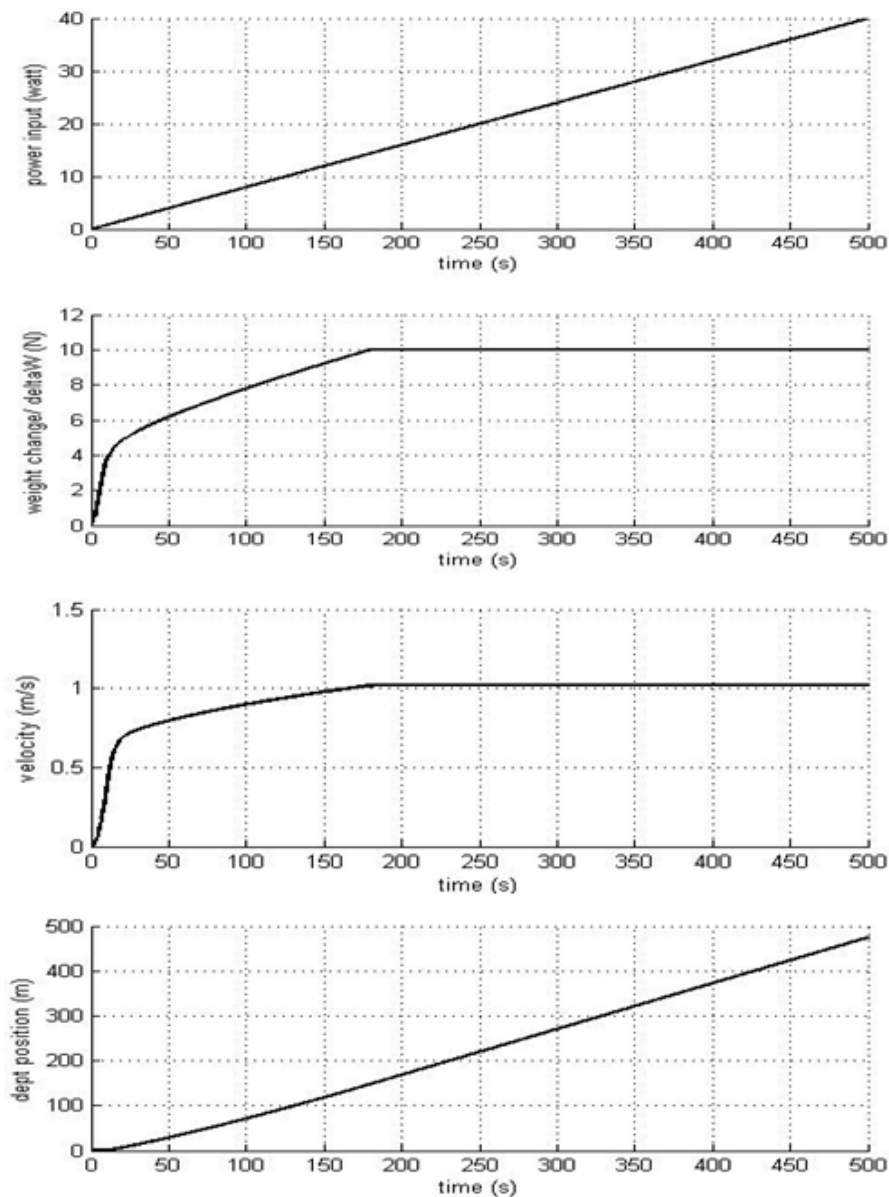 power input (watt)
40
30
20
10
0
0 50 100 150 200 250 300 350 400 450 500
time (s)
weight change/ deltaW (N)
12
10
8
6
4
2
0
0 50 100 150 200 250 300 350 400 450 500
time (s)
velocity (m/s)
1.5
1
0.5
0
0 50 100 150 200 250 300 350 400 450 500
time (s)
dept position (m)
500
400
300
200
100
0
0 50 100 150 200 250 300 350 400 450 500
time (s)